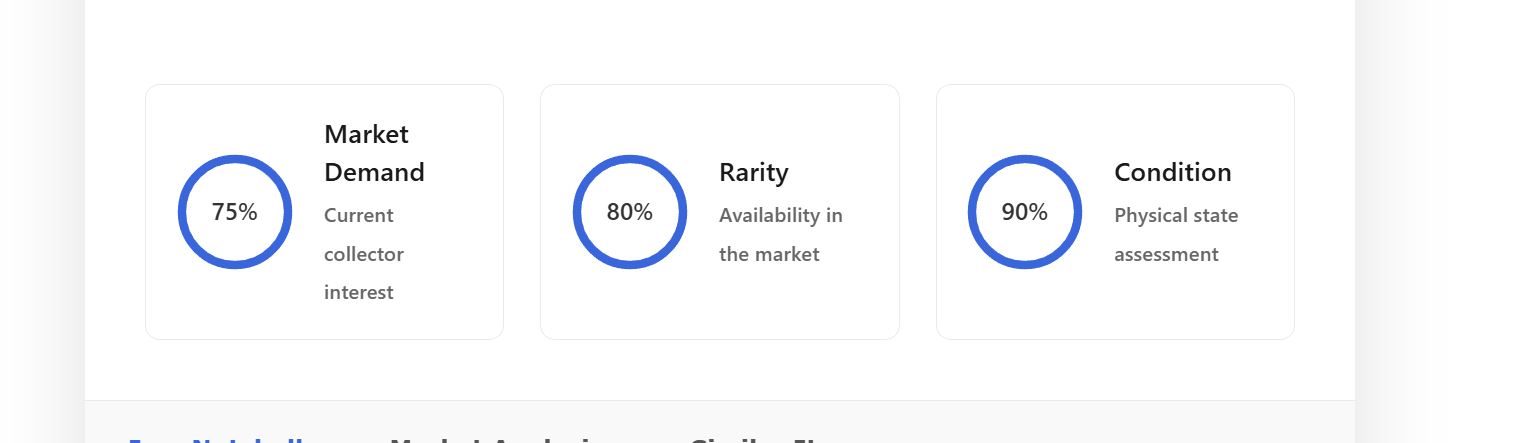 75%
Market
Demand
Current
collector
interest
80%
Rarity
Availability in
the market
90%
Condition
Physical state
assessment